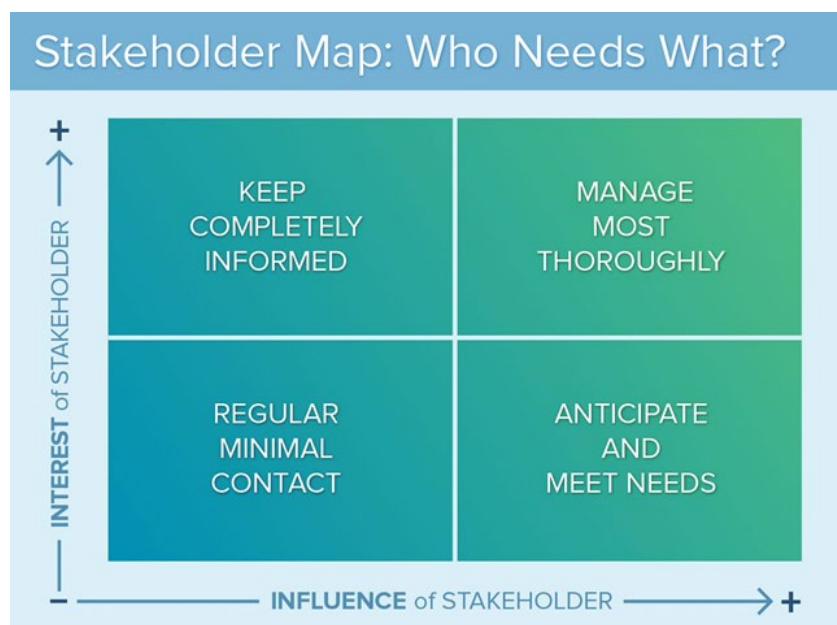 Stakeholder Map: Who Needs What?
+
INTEREST of STAKEHOLDER
KEEP
COMPLETELY
INFORMED
MANAGE
MOST
THOROUGHLY
REGULAR
MINIMAL
CONTACT
ANTICIPATE
AND
MEET NEEDS
–
INFLUENCE of STAKEHOLDER
+